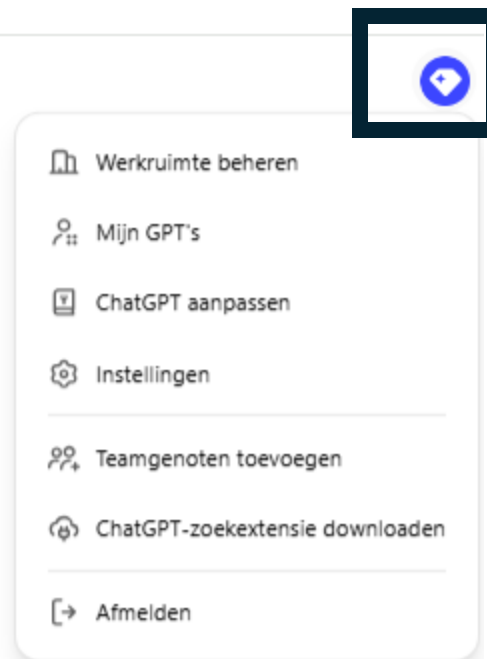 Werkruimte beheren
Mijn GPT's
ChatGPT aanpassen
Instellingen
Teamgenoten toevoegen
ChatGPT-zoekextensie downloaden
Afmelden